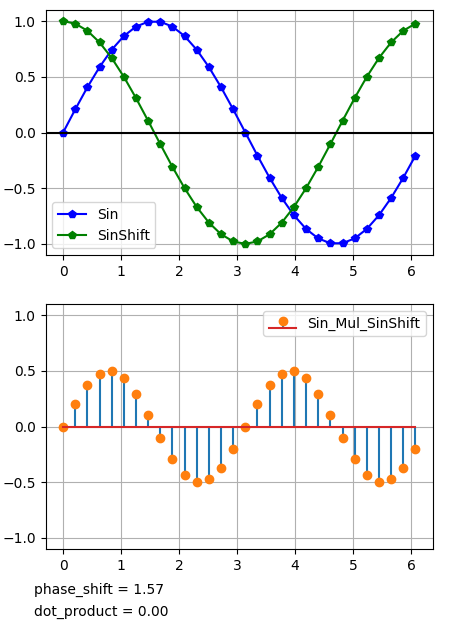 1.0
0.5
0.0
−0.5
−1.0
Sin
SinShift
0 1 2 3 4 5 6
1.0
0.5
0.0
−0.5
−1.0
Sin_Mul_SinShift
0 1 2 3 4 5 6
phase_shift = 1.57
dot_product = 0.00